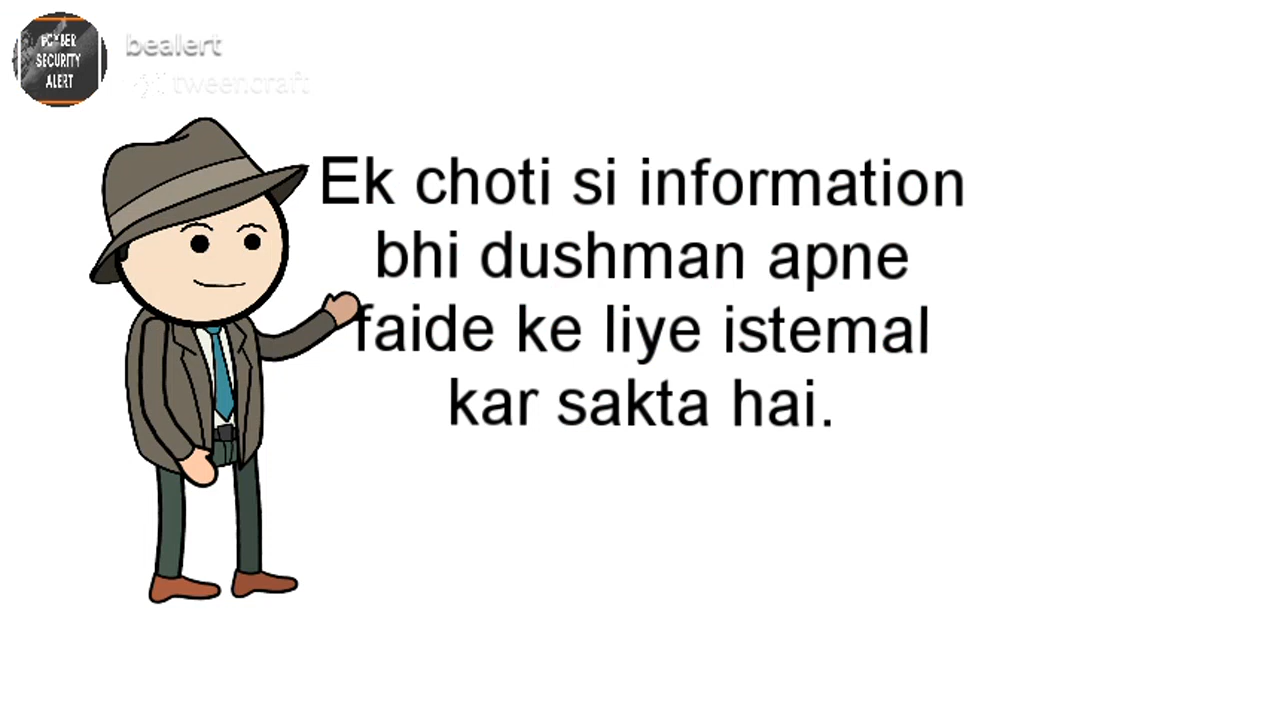 CYBER
SECURITY
ALERT
bealert
tweencraft
Ek choti si information
bhi dushman apne
faide ke liye istemal
kar sakta hai.